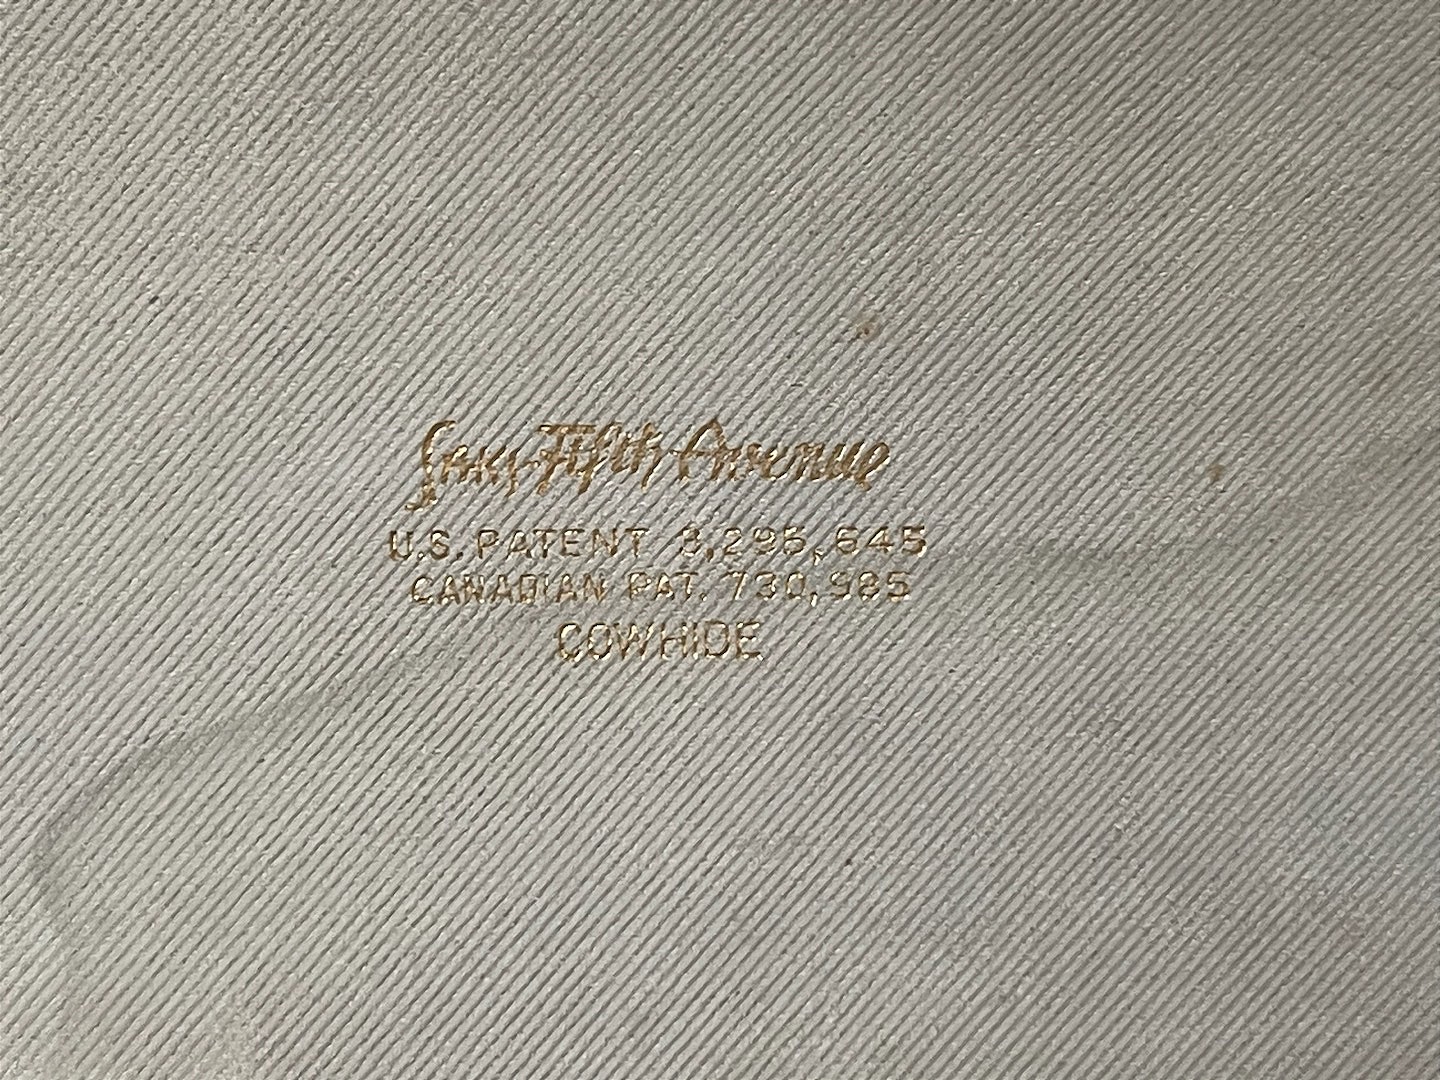 Saks Fifth Avenue
U.S. PATENT 3,295,645
CANADIAN PAT. 730,985
COWHIDE